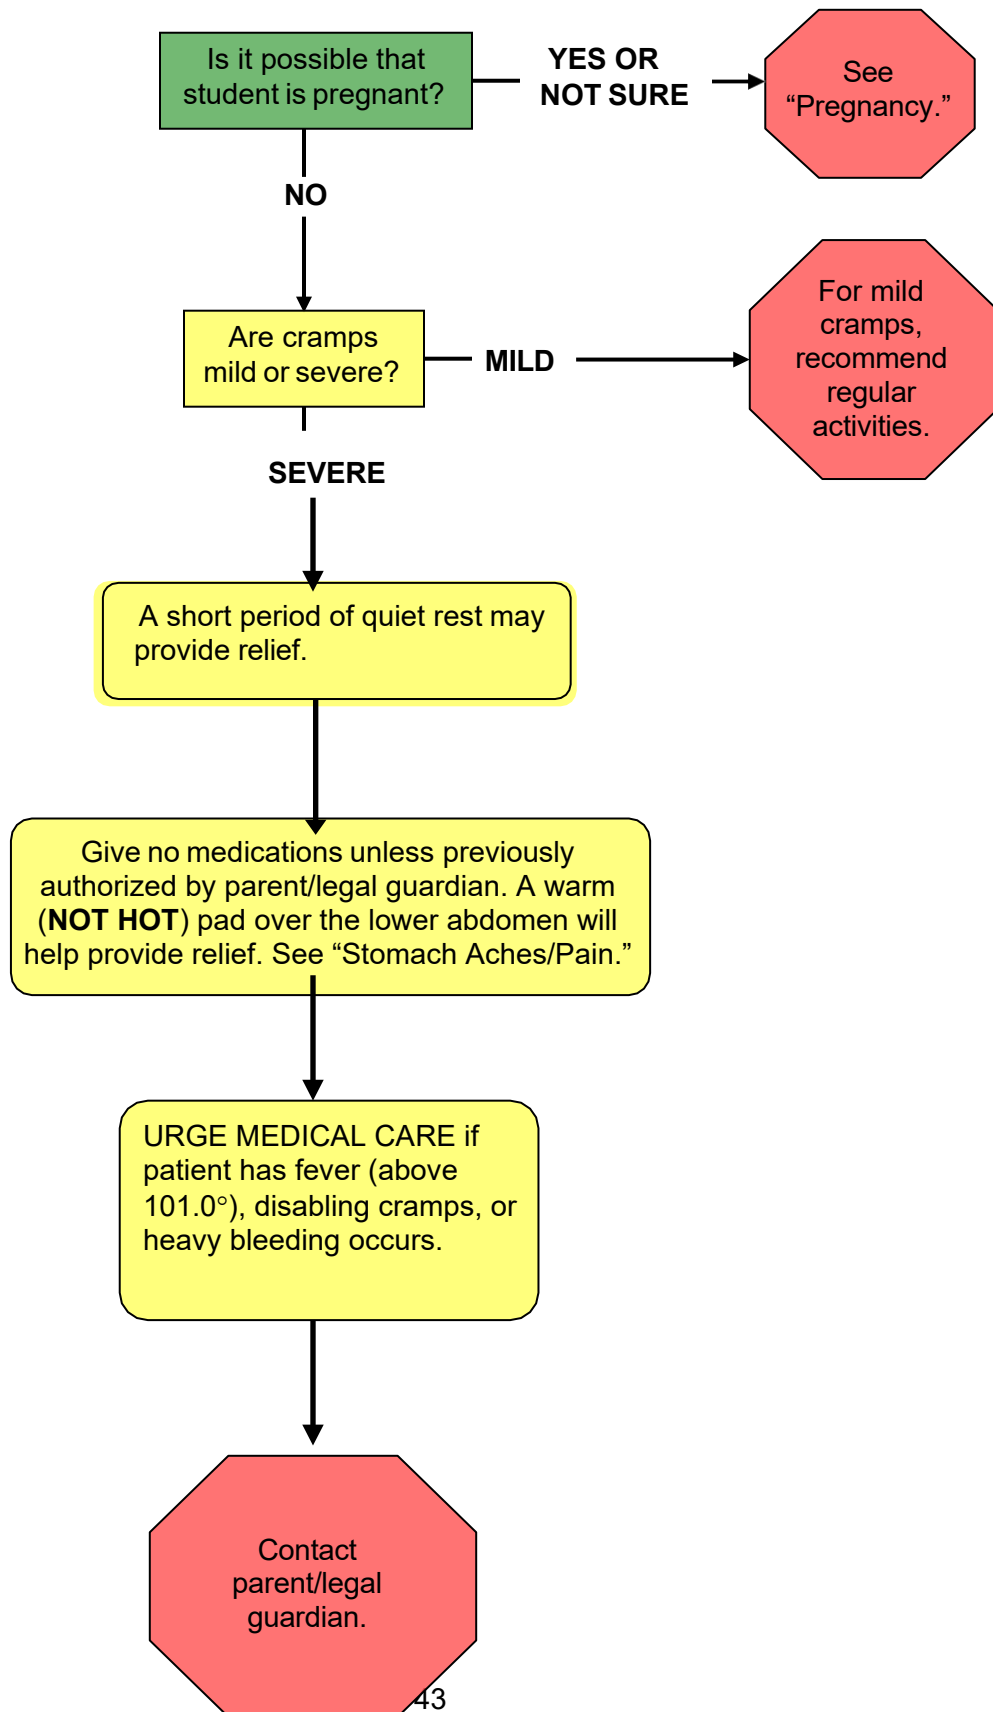 Is it possible that
student is pregnant?
YES OR
NOT SURE
See
“Pregnancy.”
NO
Are cramps
mild or severe?
MILD
For mild
cramps,
recommend
regular
activities.
SEVERE
A short period of quiet rest may
provide relief.
Give no medications unless previously
authorized by parent/legal guardian. A warm
(NOT HOT) pad over the lower abdomen will
help provide relief. See “Stomach Aches/Pain.”
URGE MEDICAL CARE if
patient has fever (above
101.0°), disabling cramps, or
heavy bleeding occurs.
Contact
parent/legal
guardian.
43